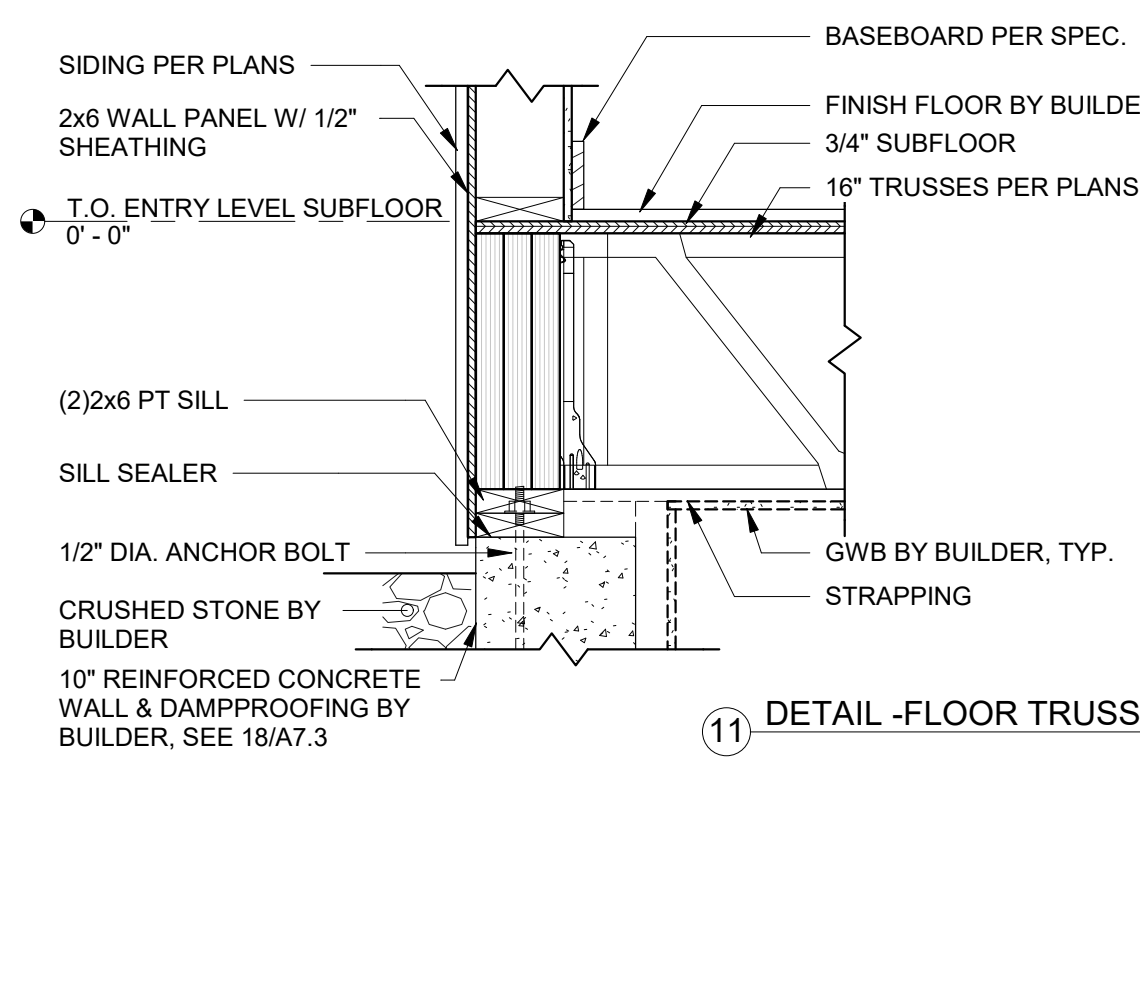 SIDING PER PLANS
2x6 WALL PANEL W/ 1/2"
SHEATHING
T.O. ENTRY LEVEL SUBFLOOR
0' - 0"
(2)2x6 PT SILL
SILL SEALER
1/2" DIA. ANCHOR BOLT
CRUSHED STONE BY
BUILDER
10" REINFORCED CONCRETE
WALL & DAMPPROOFING BY
BUILDER, SEE 18/A7.3
BASEBOARD PER SPEC.
FINISH FLOOR BY BUILDE
3/4" SUBFLOOR
16" TRUSSES PER PLANS
GWB BY BUILDER, TYP.
STRAPPING
11 DETAIL -FLOOR TRUSS